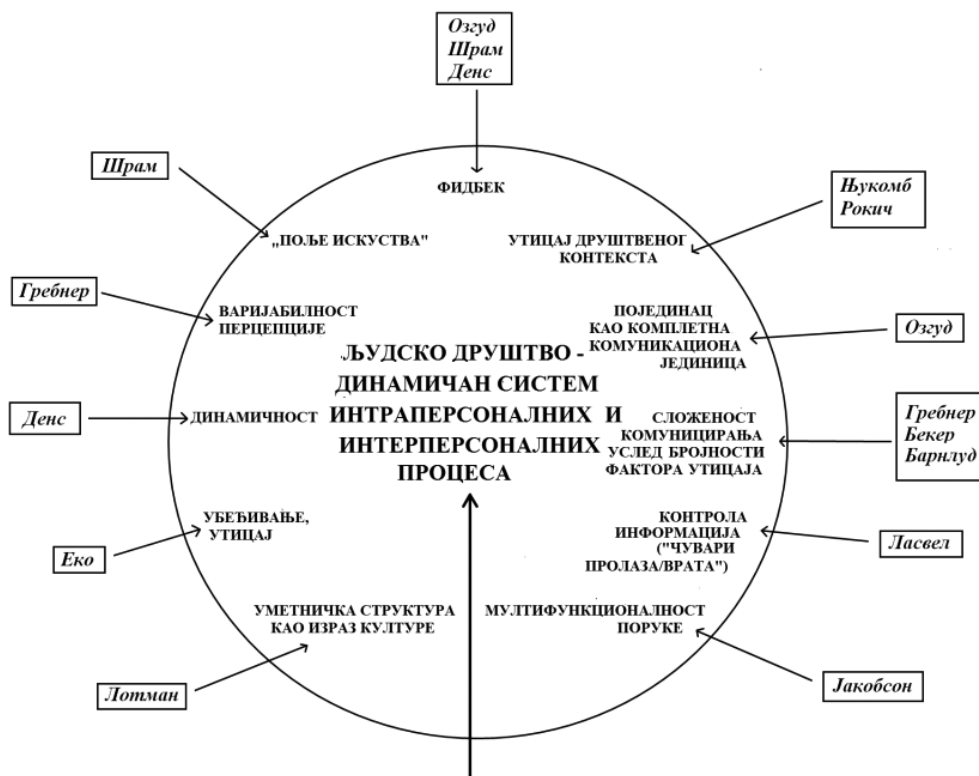 Озгуд
Шрам
Денс
Шрам
Њукомб
Рокич
ФИДБЕК
„ПОЉЕ ИСКУСТВА"
УТИЦАЈ ДРУШТВЕНОГ
КОНТЕКСТА
Гребнер
ВАРИЈАБИЛНОСТ
ПЕРЦЕПЦИЈЕ
ПОЈЕДИНАЦ
КАО КОМПЛЕТНА
КОМУНИКАЦИОНА
ЈЕДИНИЦА
Озгуд
ЉУДСКО ДРУШТВО -
ДИНАМИЧАН СИСТЕМ
ИНТРАПЕРСОНАЛНИХ И
ИНТЕРПЕРСОНАЛНИХ
ПРОЦЕСА
Денс
ДИНАМИЧНОСТ
СЛОЖЕНОСТ
КОМУНИЦИРАЊА
УСЛЕД БРОЈНОСТИ
ФАКТОРА УТИЦАЈА
Гребнер
Бекер
Барнлуд
УБЕЂИВАЊЕ,
УТИЦАЈ
Еко
КОНТРОЛА
ИНФОРМАЦИЈА
("ЧУВАРИ
ПРОЛАЗА/ВРАТА")
Ласвел
УМЕТНИЧКА СТРУКТУРА
КАО ИЗРАЗ КУЛТУРЕ
МУЛТИФУНКЦИОНАЛНОСТ
ПОРУКЕ
Лотман
Јакобсон